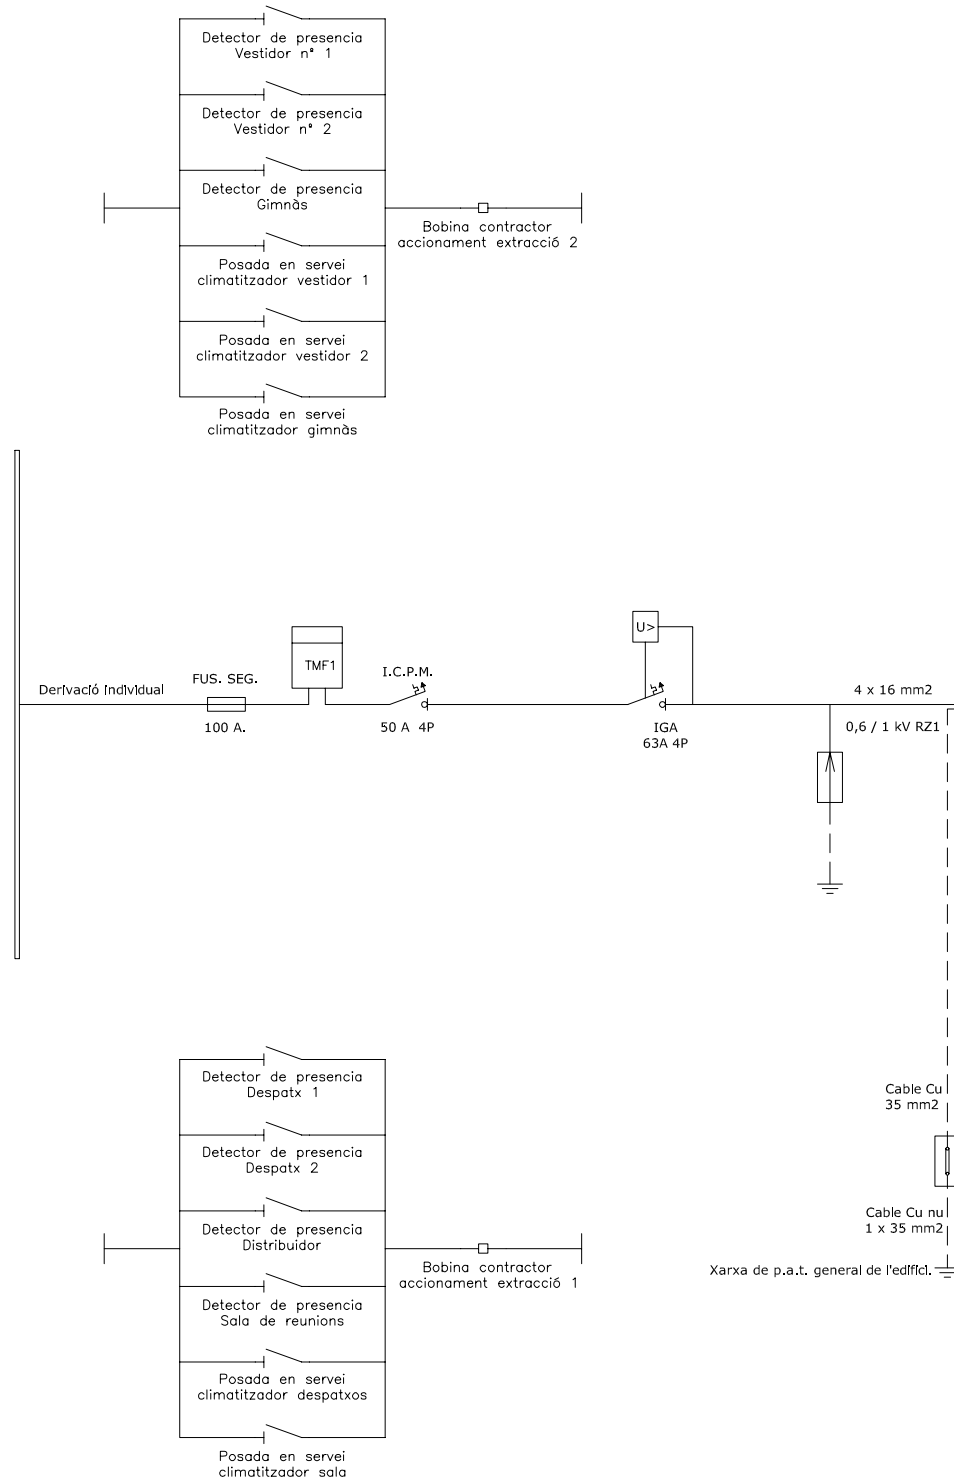 Detector de presencia
Vestidor nº 1
Detector de presencia
Vestidor nº 2
Detector de presencia
Gimnàs
Bobina contractor
accionament extracció 2
Posada en servei
climatitzador vestidor 1
Posada en servei
climatitzador vestidor 2
Posada en servei
climatitzador gimnàs
U>
TMF1
I.C.P.M.
FUS. SEG.
Derivació individual
4 x 16 mm2
100 A.
50 A 4P
IGA
63A 4P
0,6 / 1 kV RZ1
Detector de presencia
Despatx 1
Cable Cu
35 mm2
Detector de presencia
Despatx 2
Cable Cu nu
1 x 35 mm2
Detector de presencia
Distribuidor
Bobina contractor
accionament extracció 1
Xarxa de p.a.t. general de l'edifici.
Detector de presencia
Sala de reunions
Posada en servei
climatitzador despatxos
Posada en servei
climatitzador sala